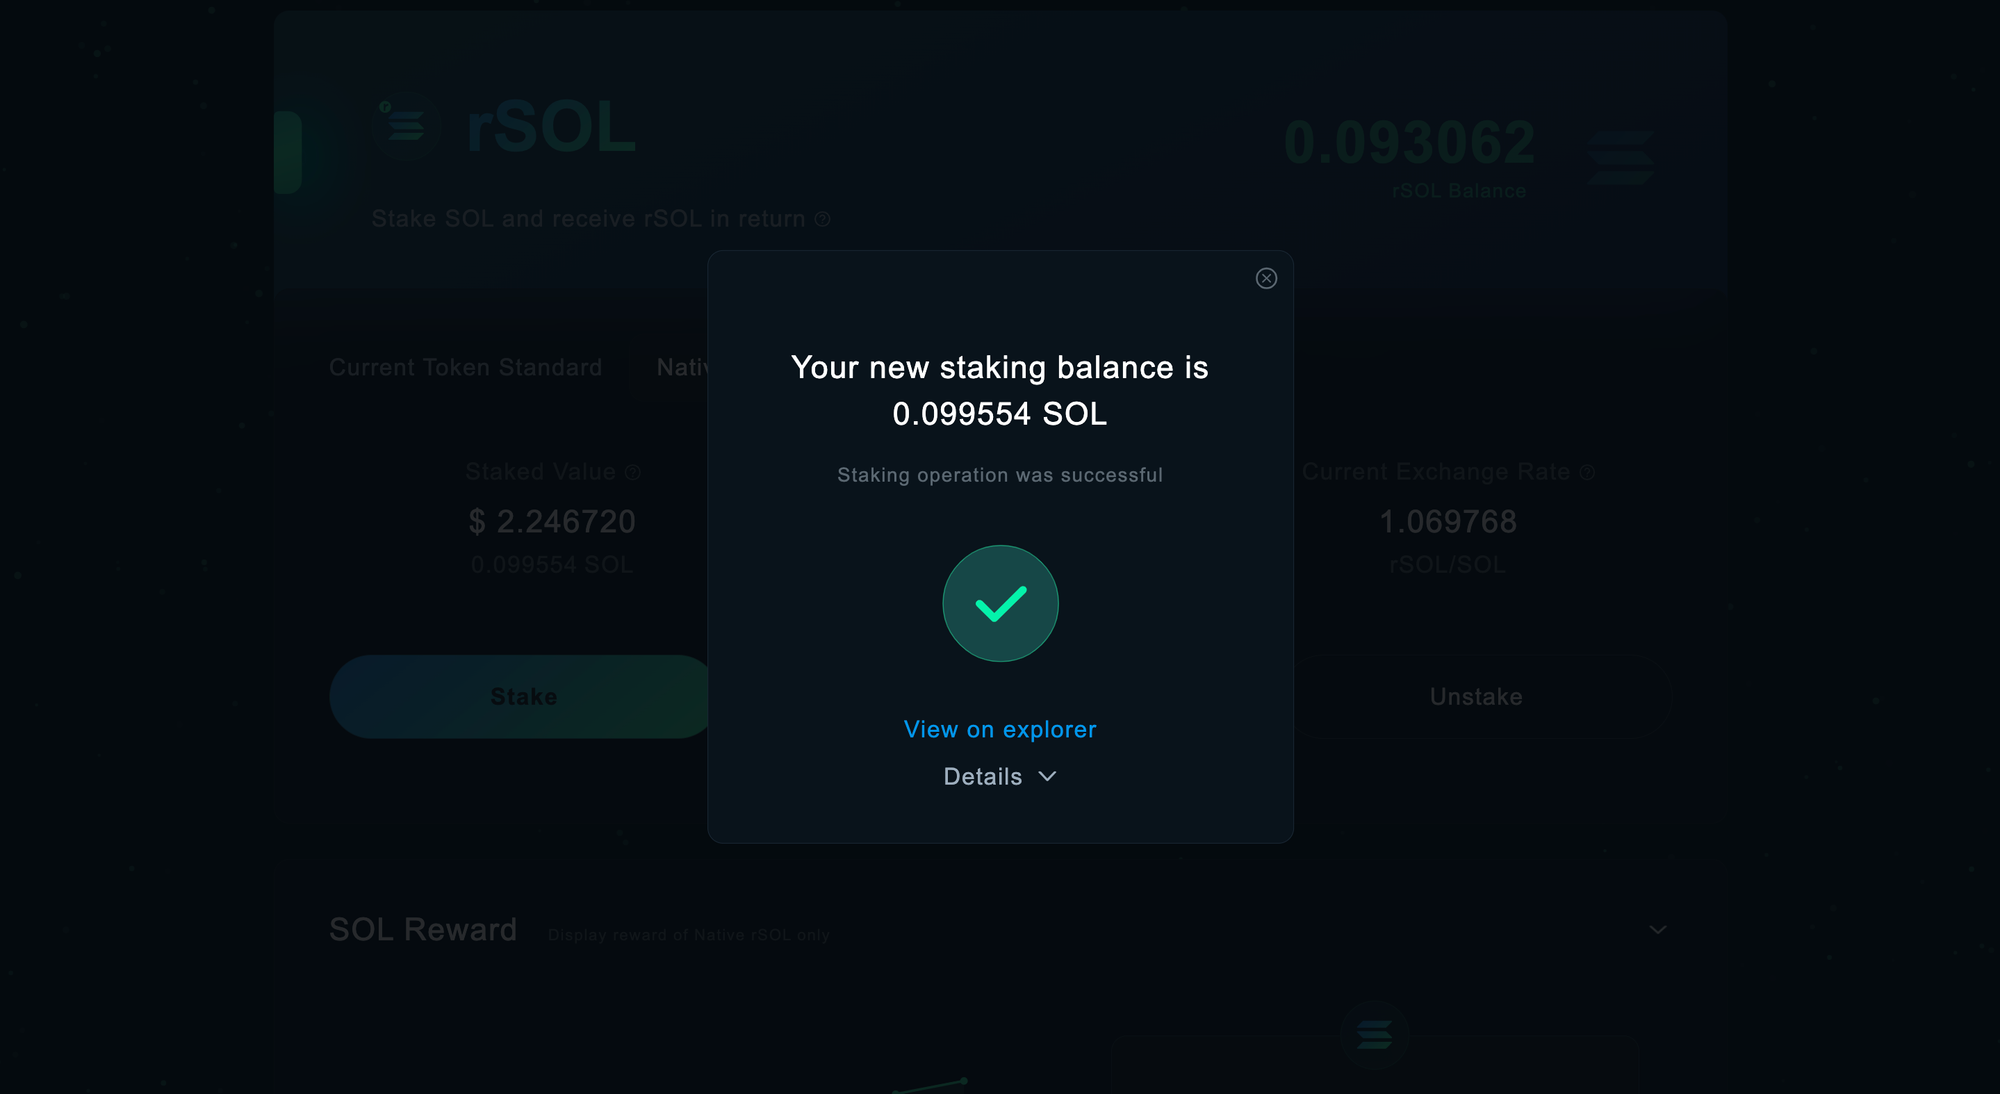 rSOL
0.093062
rSOL Balance
Stake SOL and receive rSOL in return
Your new staking balance is
0.099554 SOL
Staking operation was successful
Current Token Standard
Staked Value
$ 2.246720
0.099554 SOL
Current Exchange Rate
1.069768
rSOL/SOL
Stake
Unstake
View on explorer
Details
SOL Reward Display reward of Native rSOL only